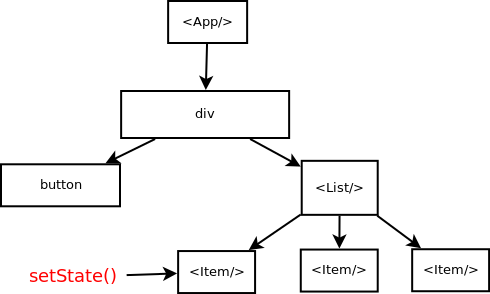 <App/>
div
button
<List/>
setState()
<Item/>
<Item/>
<Item/>